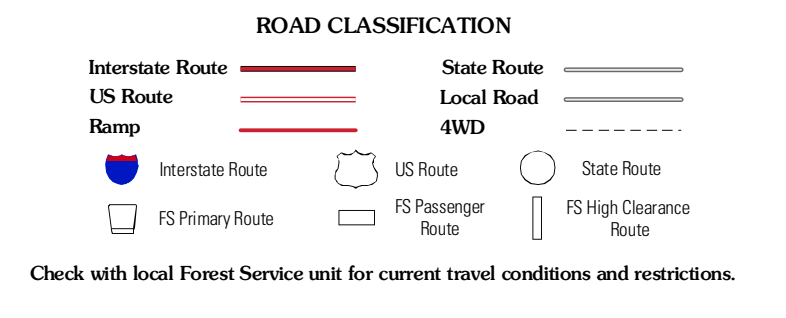 ROAD CLASSIFICATION
Interstate Route
State Route
US Route
Local Road
Ramp
4WD
Interstate Route
US Route
State Route
FS Primary Route
FS Passenger
Route
FS High Clearance
Route
Check with local Forest Service unit for current travel conditions and restrictions.